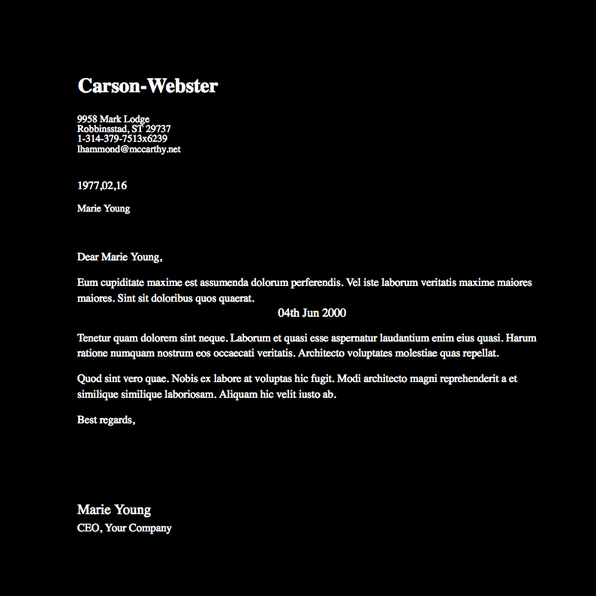 Carson-Webster
9958 Mark Lodge
Robbinsstad, ST 29737
1-314-379-7513x6239
lhammond@mccarthy.net
1977,02,16
Marie Young
Dear Marie Young,
Eum cupiditate maxime est assumenda dolorum perferendis. Vel iste laborum veritatis maxime maiores
maiores. Sint sit doloribus quos quaerat.
04th Jun 2000
Tenetur quam dolorem sint neque. Laborum et quasi esse aspernatur laudantium enim eius quasi. Harum
ratione numquam nostrum eos occaecati veritatis. Architecto voluptates molestiae quas repellat.
Quod sint vero quae. Nobis ex labore at voluptas hic fugit. Modi architecto magni reprehenderit a et
similique similique laboriosam. Aliquam hic velit iusto ab.
Best regards,
Marie Young
CEO, Your Company